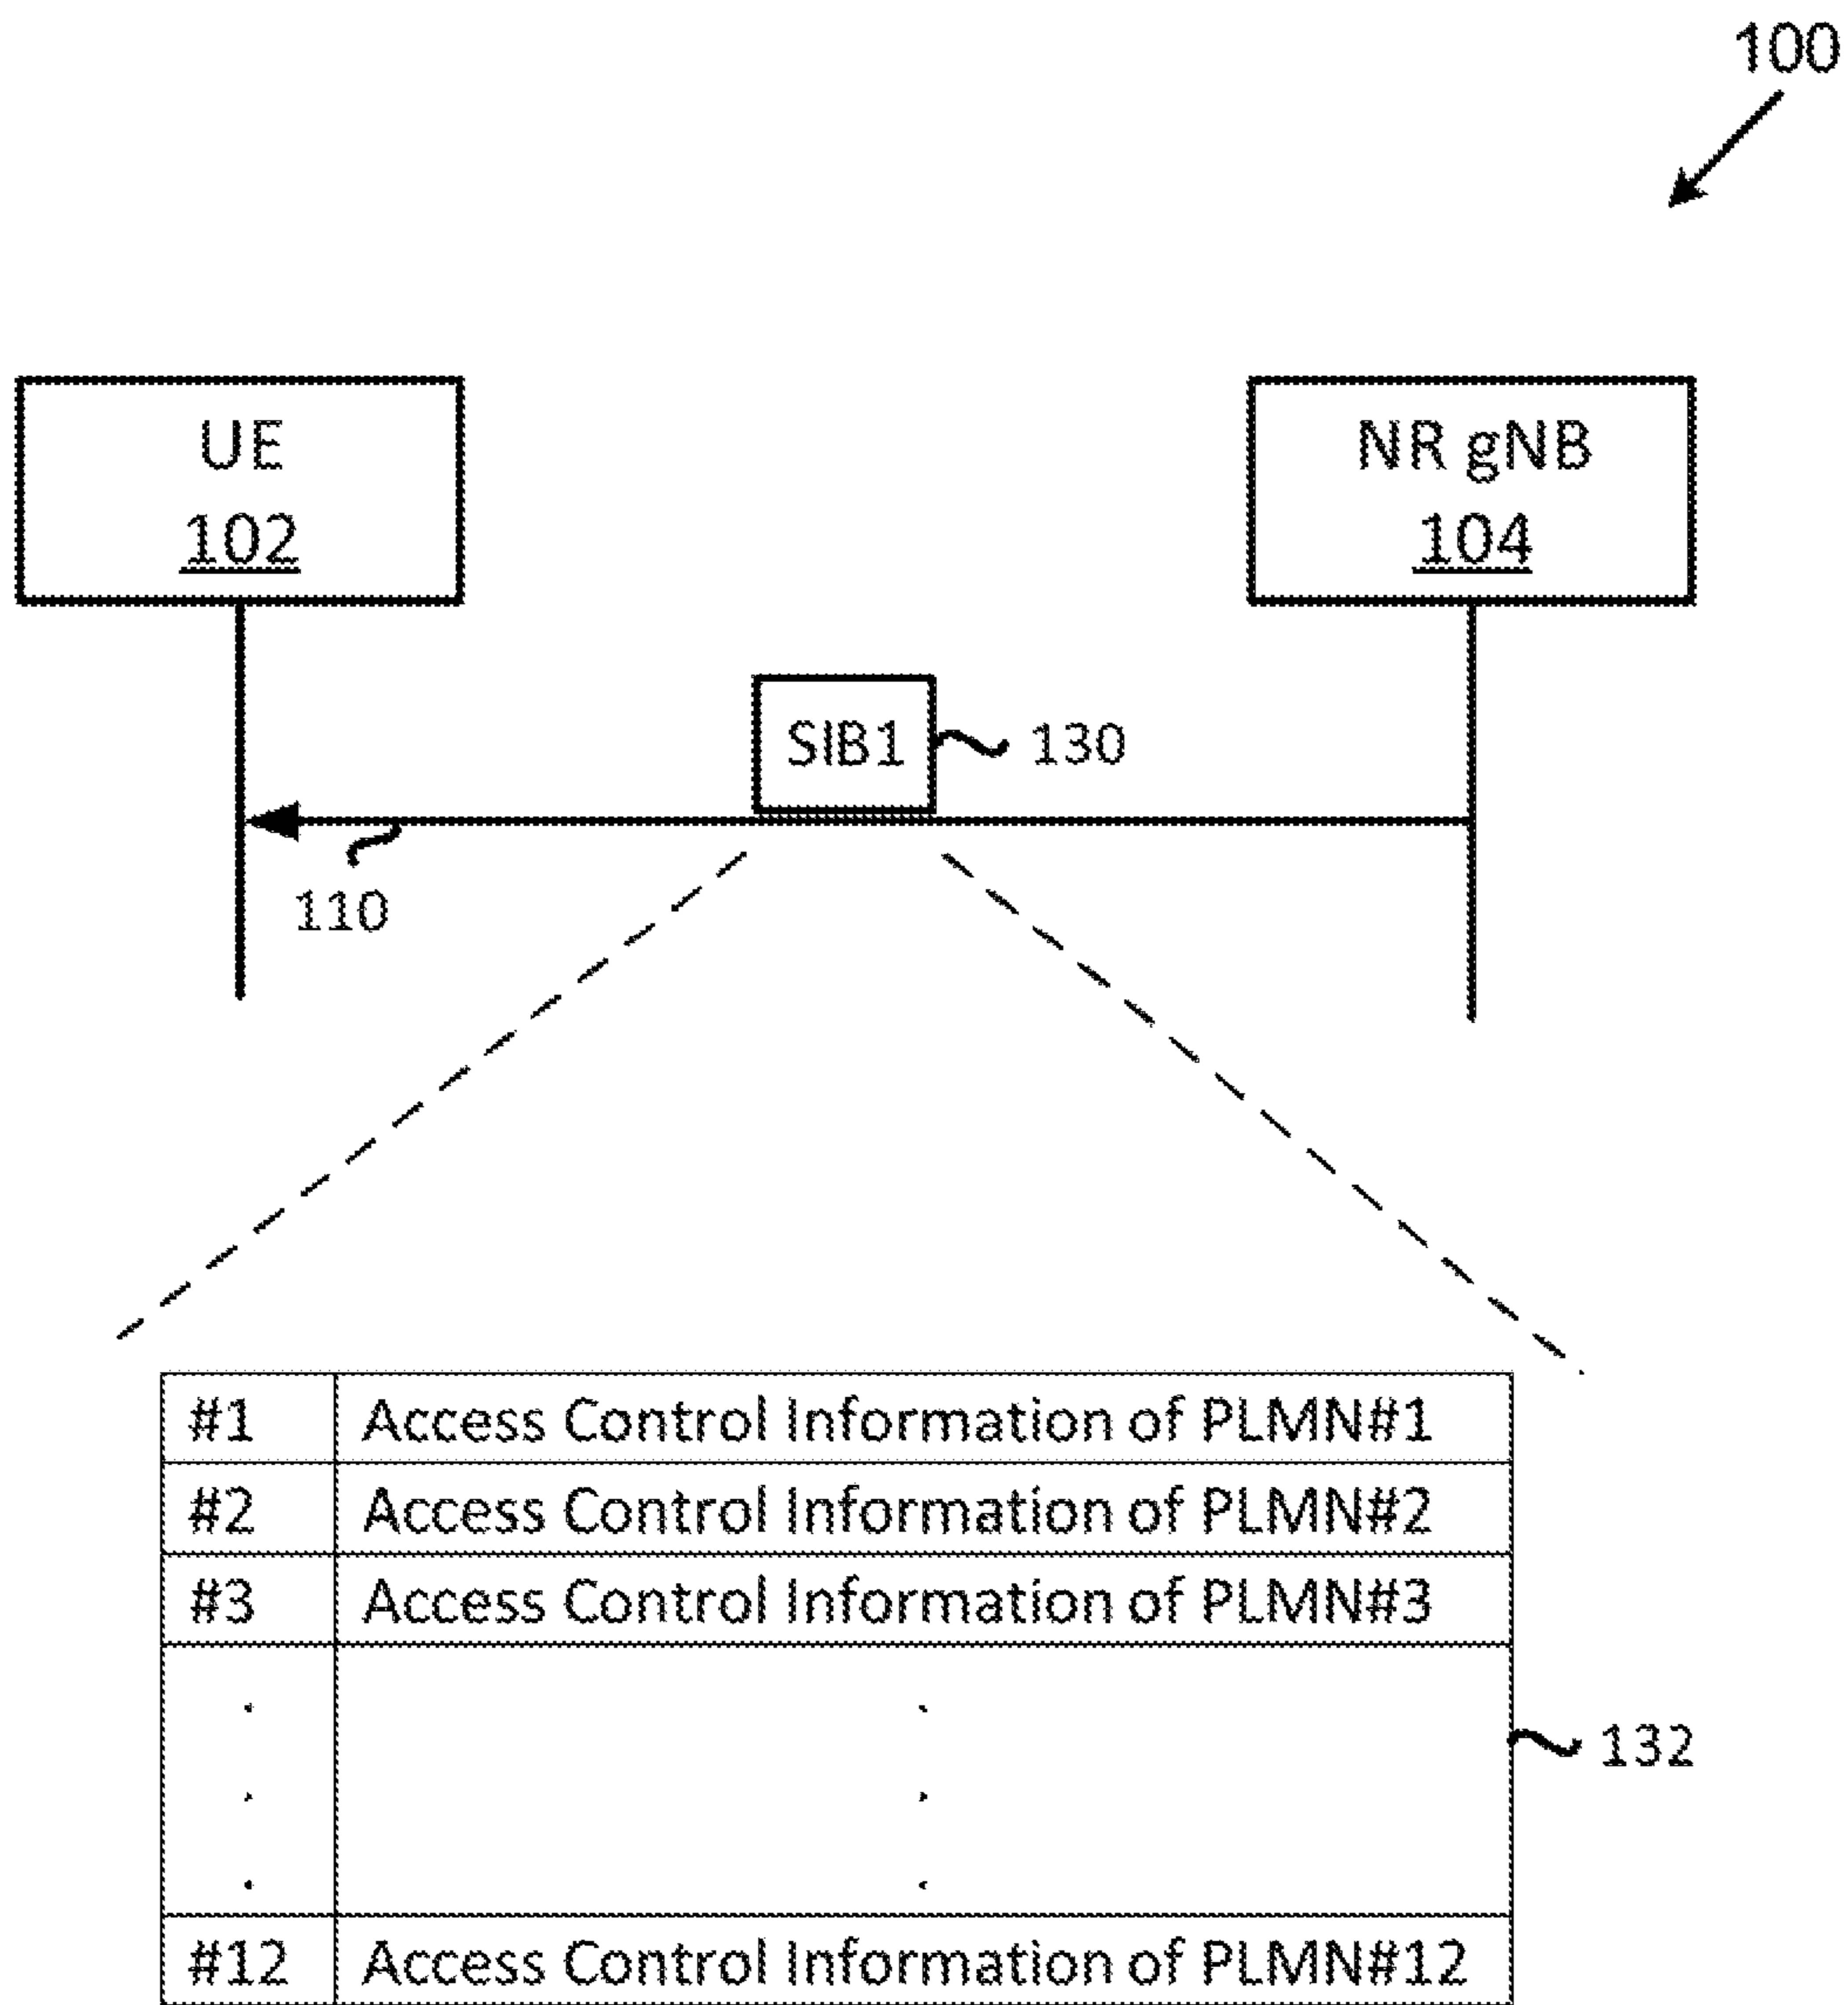 100
UE
102
NR gNB
104
SIB1
130
110
#1 Access Control Information of PLMN#1
#2 Access Control Information of PLMN#2
#3 Access Control Information of PLMN#3
. .
. .
. .
132
#12 Access Control Information of PLMN#12